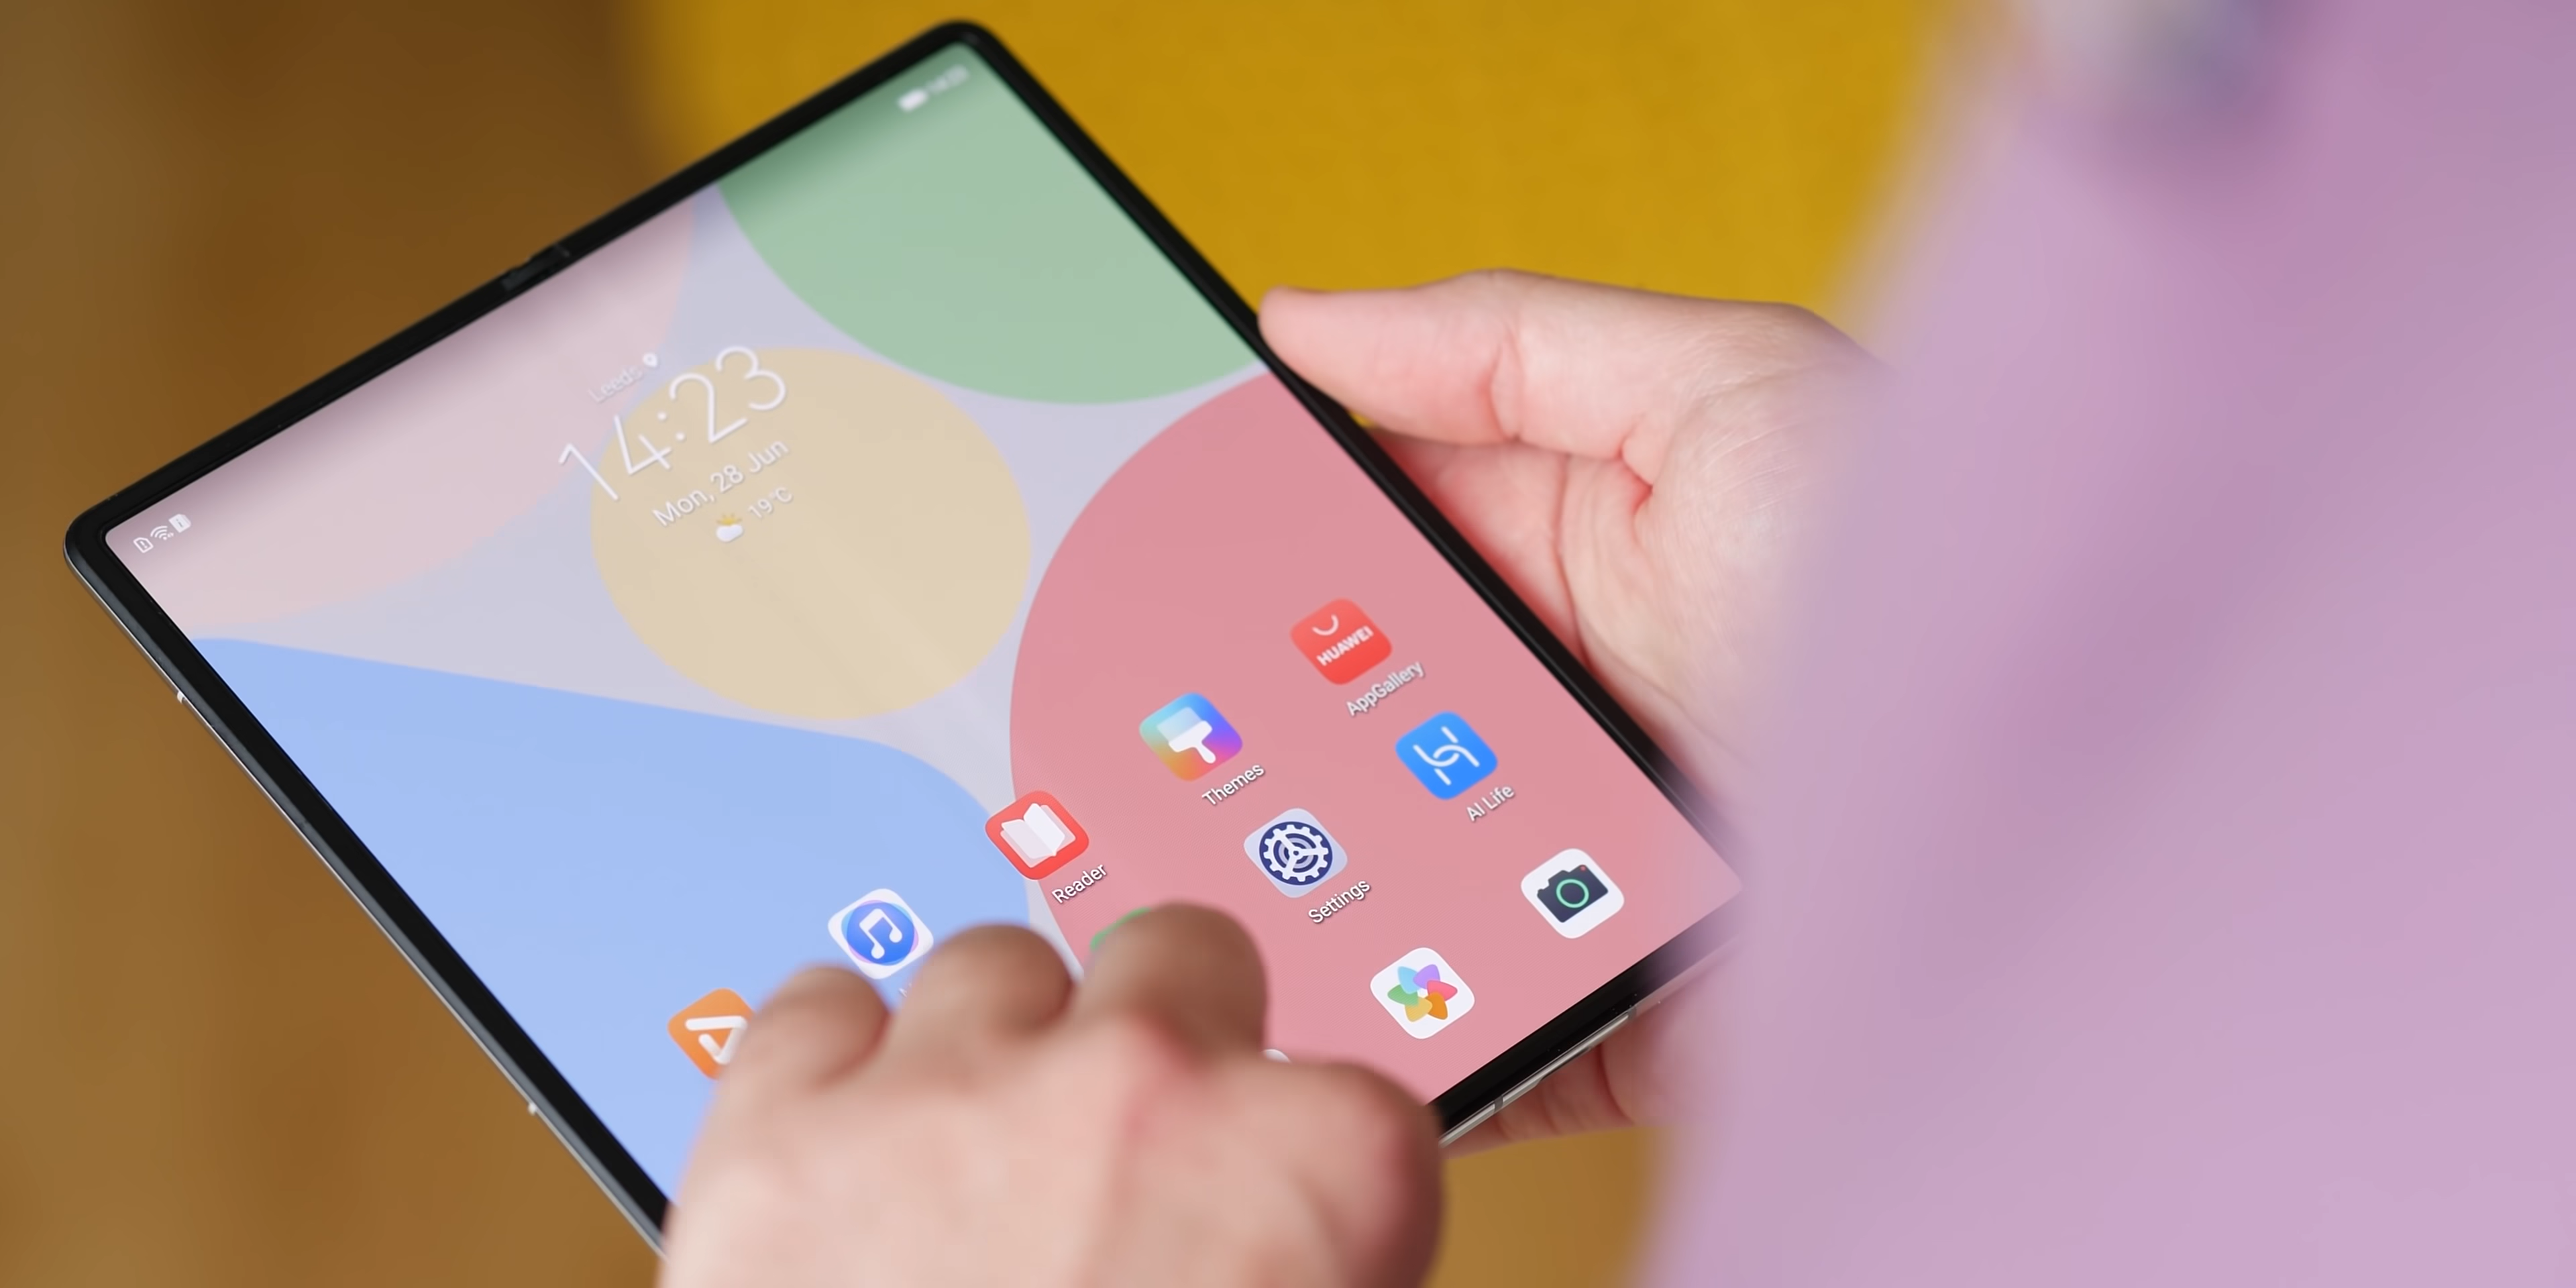 Leeds
14:23
Mon, 28 Jun
19°C
HUAWEI
AppGallery
Themes
AI Life
Reader
Settings